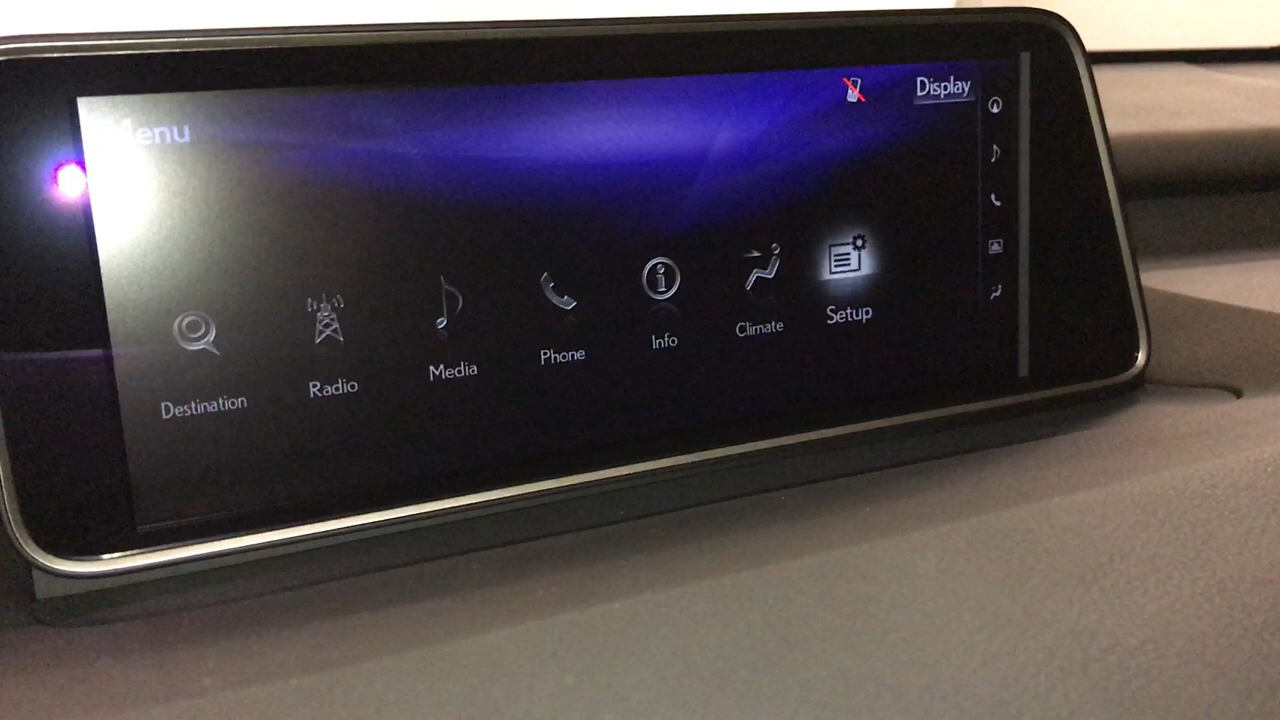 Menu
Display
Destination
Radio
Media
Phone
Info
Climate
Setup